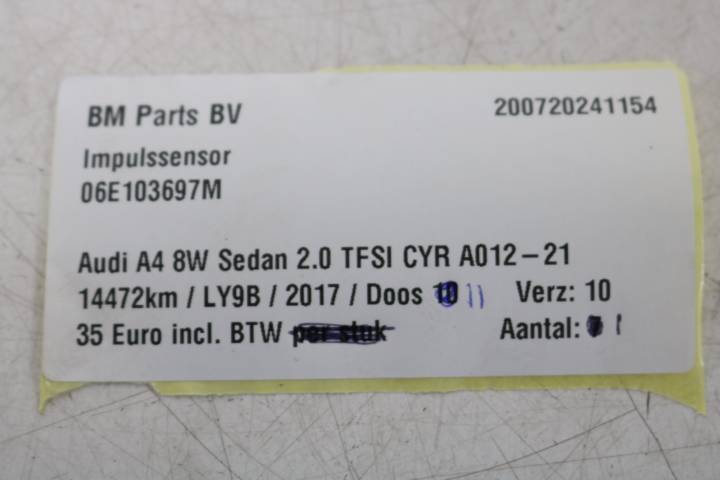 BM Parts BV 200720241154
Impulssensor
06E103697M
Audi A4 8W Sedan 2.0 TFSI CYR A012-21
14472km / LY9B / 2017 / Doos 11 Verz: 10
35 Euro incl. BTW per stuk Aantal: 1